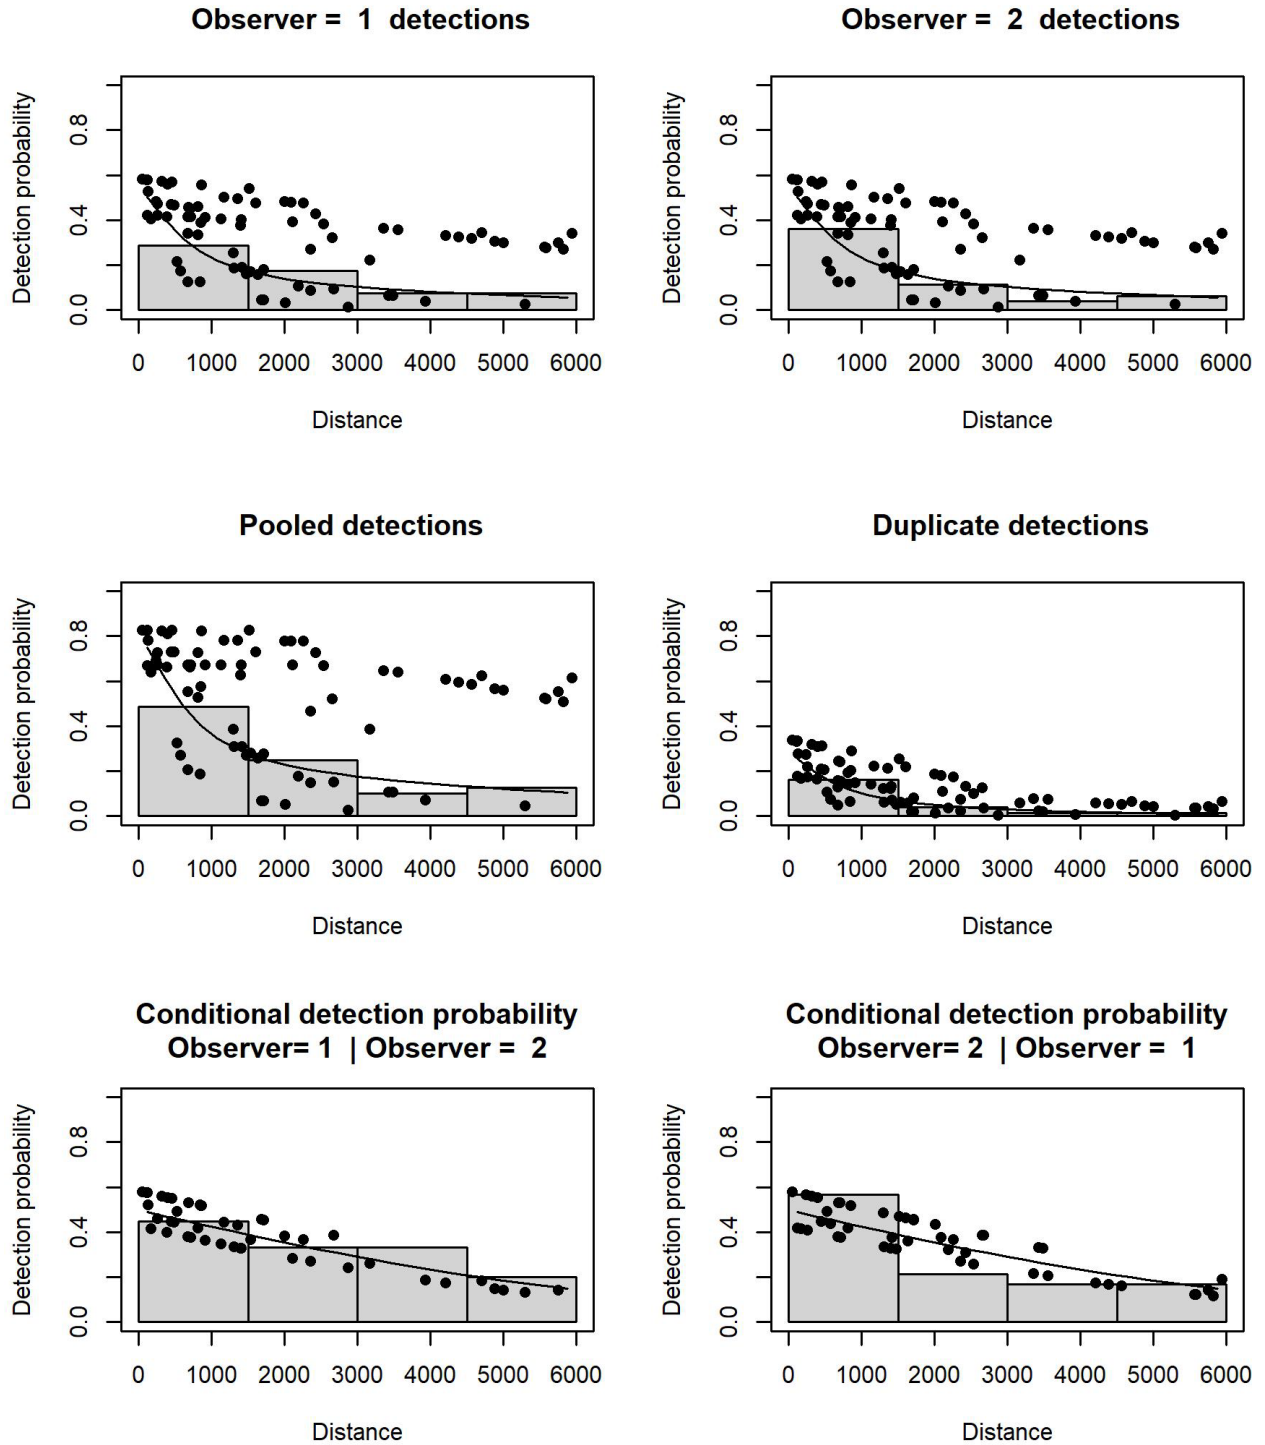 Observer =  1  detections
Detection probability
0.0 0.4 0.8
0 1000 2000 3000 4000 5000 6000
Distance
Observer =  2  detections
Detection probability
0.0 0.4 0.8
0 1000 2000 3000 4000 5000 6000
Distance
Pooled detections
Detection probability
0.0 0.4 0.8
0 1000 2000 3000 4000 5000 6000
Distance
Duplicate detections
Detection probability
0.0 0.4 0.8
0 1000 2000 3000 4000 5000 6000
Distance
Conditional detection probability
Observer= 1  | Observer =  2
Detection probability
0.0 0.4 0.8
0 1000 2000 3000 4000 5000 6000
Distance
Conditional detection probability
Observer= 2  | Observer =  1
Detection probability
0.0 0.4 0.8
0 1000 2000 3000 4000 5000 6000
Distance